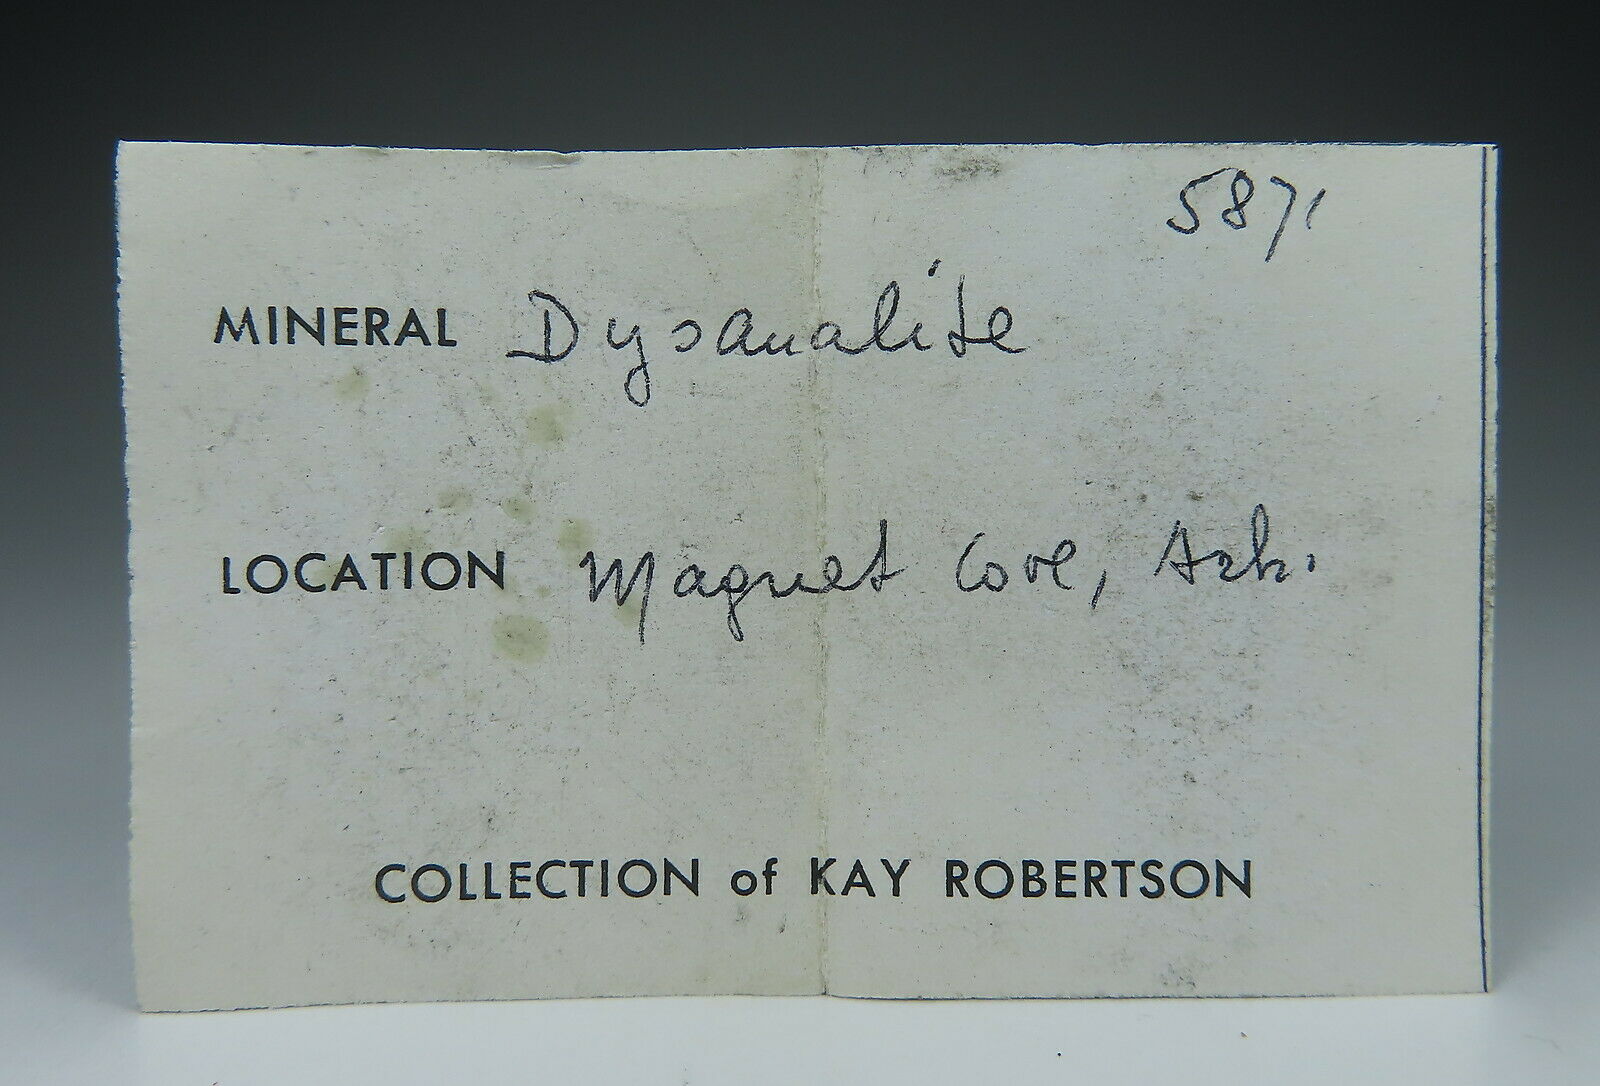 5871
MINERAL Dysanalite
LOCATION Magnet Cove, Ark.
COLLECTION of KAY ROBERTSON